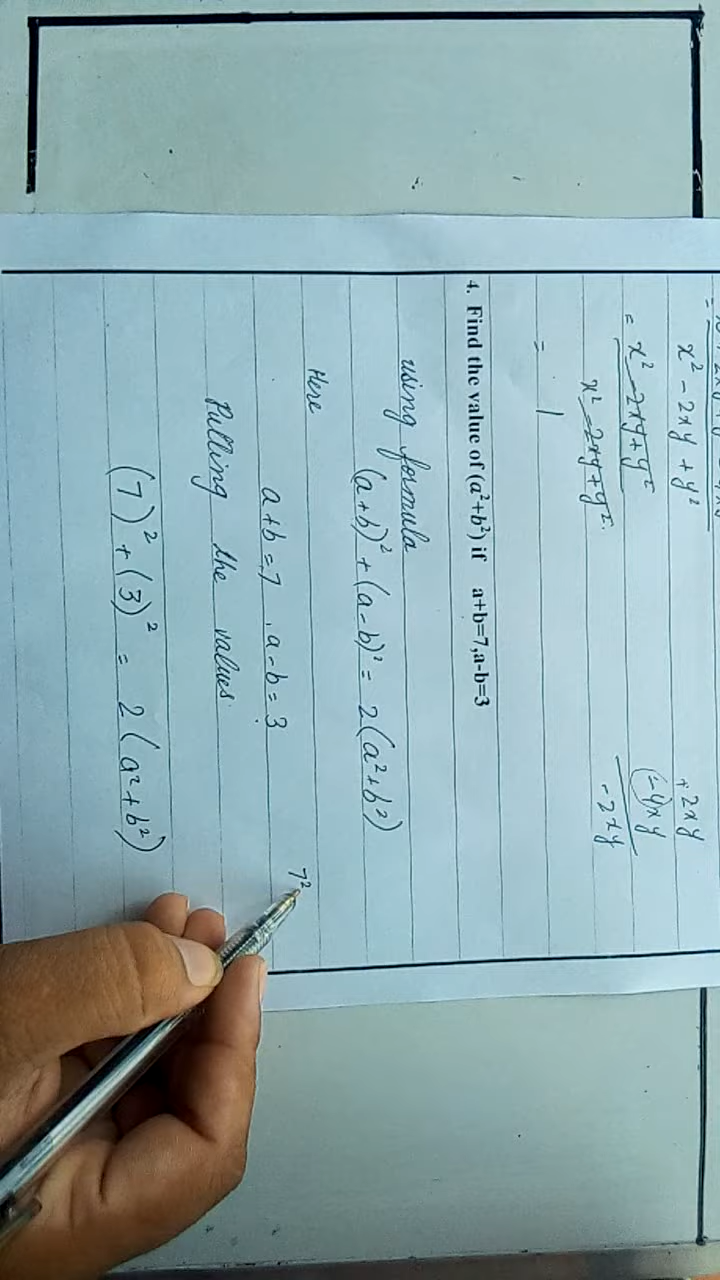 x² - 2xy + y²
+ 2xy
= x² - 2xy + y²
(-4)xy
x² - 2xy + y²
- 2xy
= 1
4. Find the value of (a²+b²) if a+b=7,a-b=3
using formula
(a+b)² + (a-b)² = 2(a²+b²)
Here
a+b = 7 , a-b = 3
7²
Putting the values
(7)² + (3)² = 2(a²+b²)